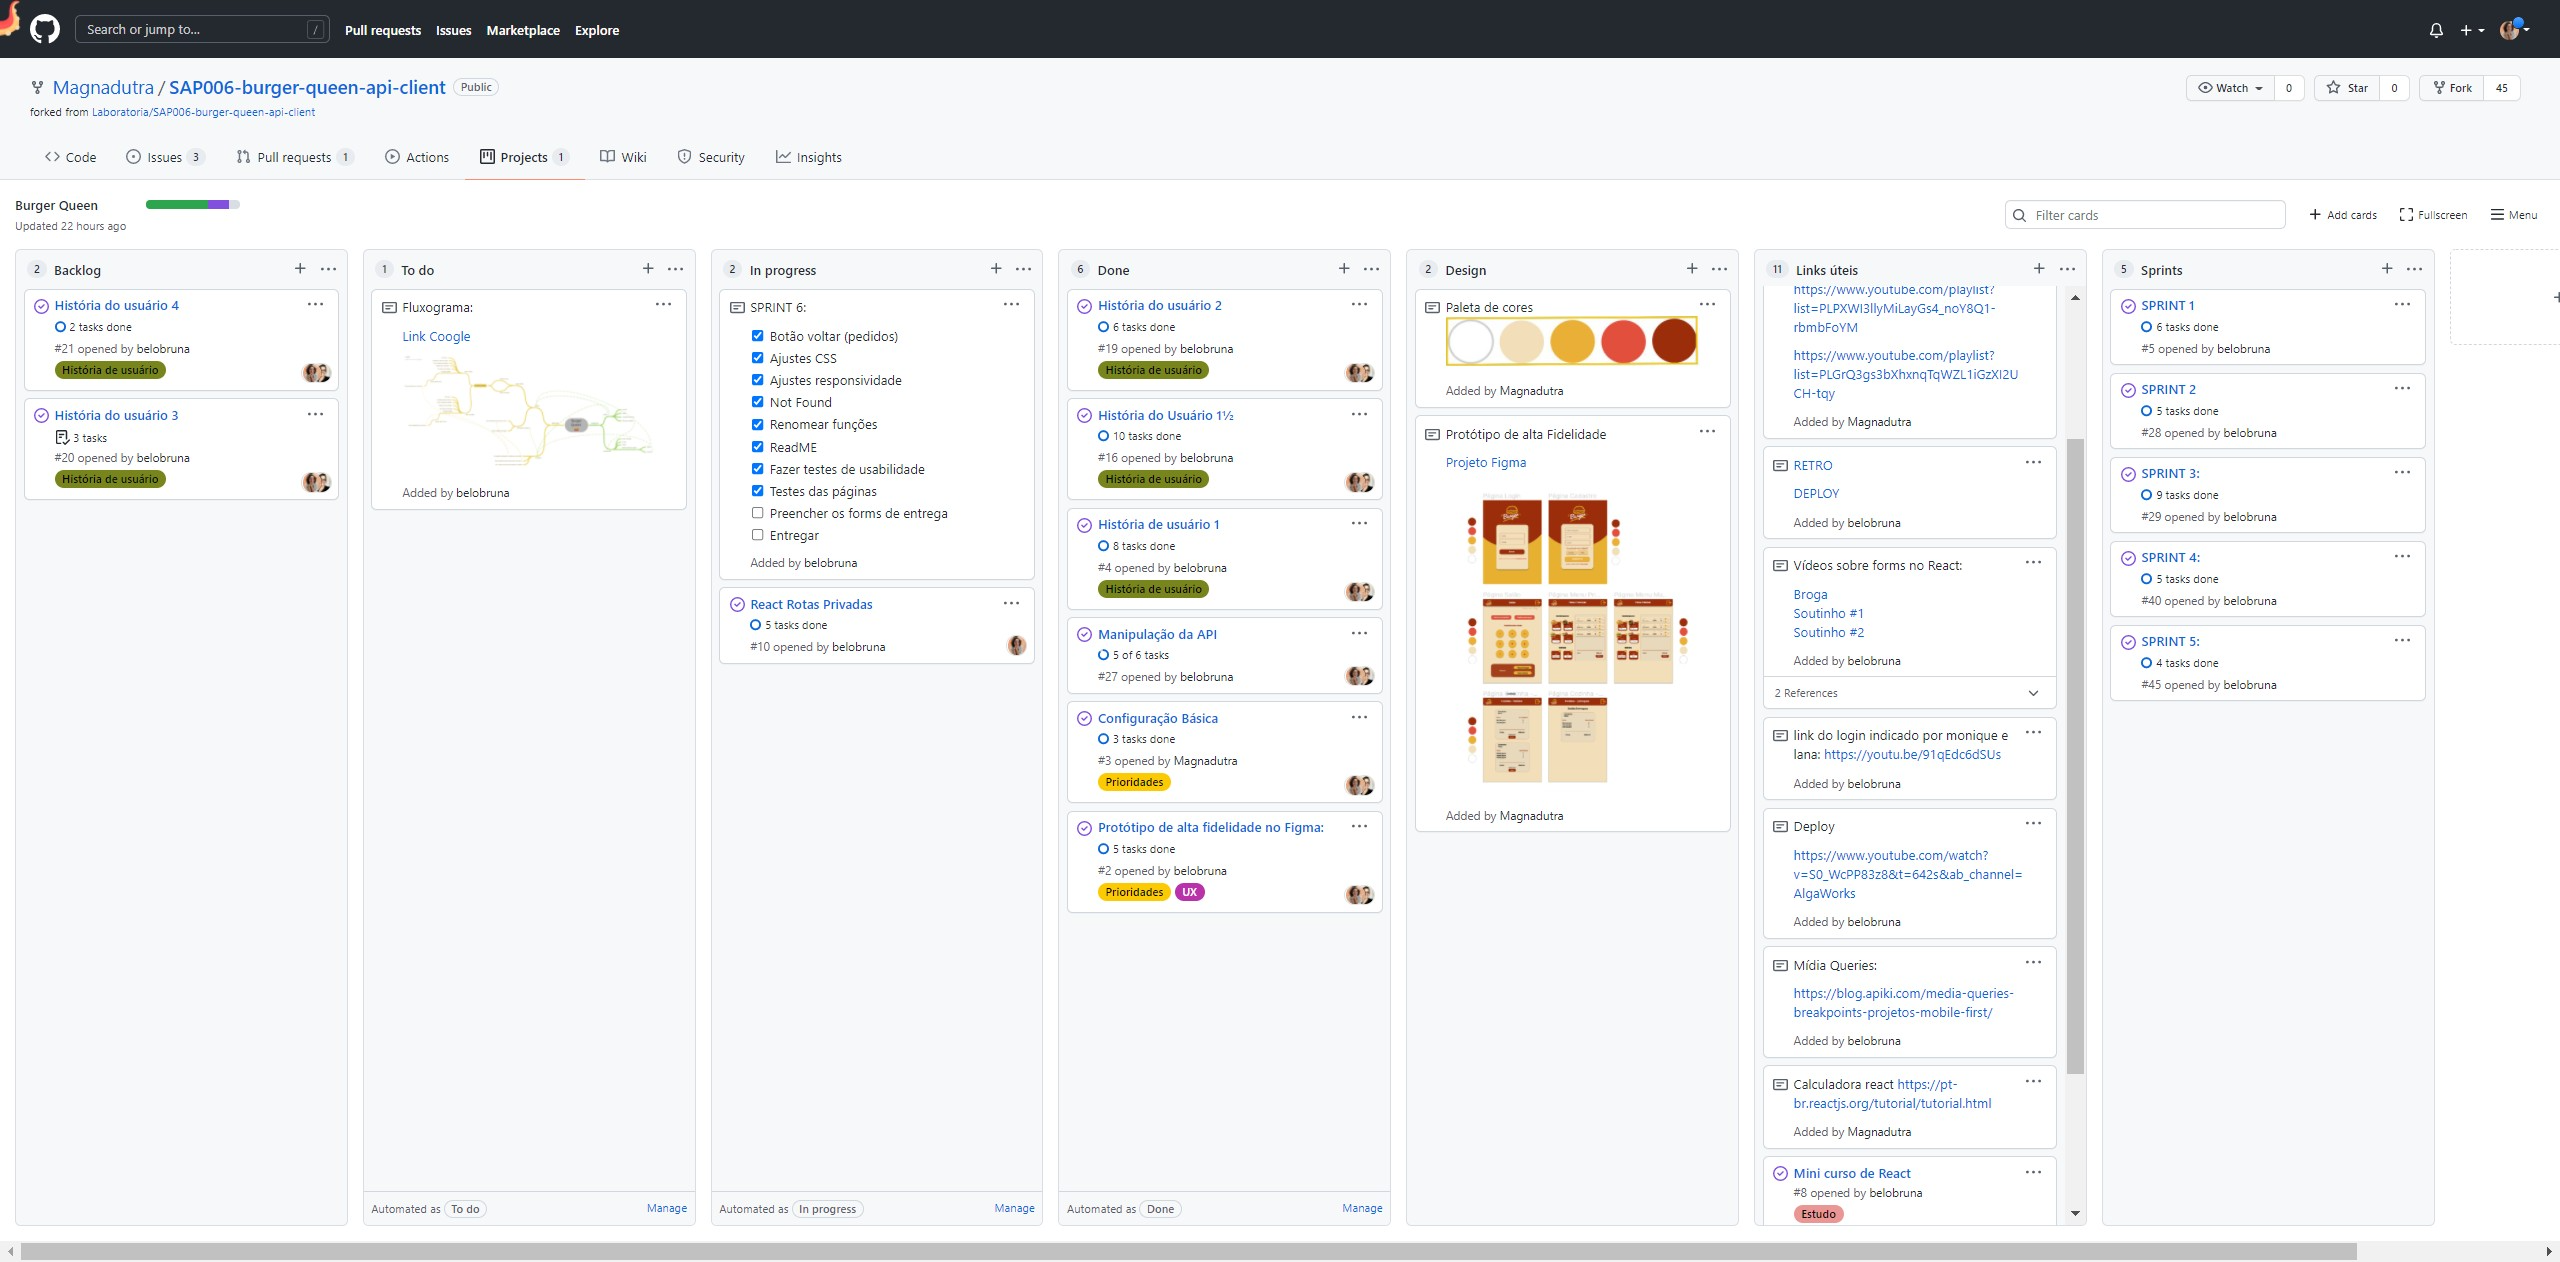 Search or jump to... /
Pull requests Issues Marketplace Explore
Magnadutra / SAP006-burger-queen-api-client Public
Watch 0 Star 0 Fork 45
forked from Laboratoria/SAP006-burger-queen-api-client
Code Issues 3 Pull requests 1 Actions Projects 1 Wiki Security Insights
Burger Queen
Updated 22 hours ago
Filter cards
Add cards Fullscreen Menu
2 Backlog
História do usuário 4
2 tasks done
#21 opened by belobruna
História de usuário
História do usuário 3
3 tasks
#20 opened by belobruna
História de usuário
1 To do
Fluxograma:
Link Coogle
Added by belobruna
Automated as To do Manage
2 In progress
SPRINT 6:
Botão voltar (pedidos)
Ajustes CSS
Ajustes responsividade
Not Found
Renomear funções
ReadME
Fazer testes de usabilidade
Testes das páginas
Preencher os forms de entrega
Entregar
Added by belobruna
React Rotas Privadas
5 tasks done
#10 opened by belobruna
Automated as In progress Manage
6 Done
História do usuário 2
6 tasks done
#19 opened by belobruna
História de usuário
História do Usuário 1½
10 tasks done
#16 opened by belobruna
História de usuário
História de usuário 1
8 tasks done
#4 opened by belobruna
História de usuário
Manipulação da API
5 of 6 tasks
#27 opened by belobruna
Configuração Básica
3 tasks done
#3 opened by Magnadutra
Prioridades
Protótipo de alta fidelidade no Figma:
5 tasks done
#2 opened by belobruna
Prioridades UX
Automated as Done Manage
2 Design
Paleta de cores
Added by Magnadutra
Protótipo de alta Fidelidade
Projeto Figma
Added by Magnadutra
11 Links úteis
https://www.youtube.com/playlist?
list=PLPXWI3llyMiLayGs4_noY8Q1-
rbmbFoYM
https://www.youtube.com/playlist?
list=PLGrQ3gs3bXhxnqTqWZL1iGzXI2U
CH-tqy
Added by Magnadutra
RETRO
DEPLOY
Added by belobruna
Vídeos sobre forms no React:
Broga
Soutinho #1
Soutinho #2
Added by belobruna
2 References
link do login indicado por monique e
lana: https://youtu.be/91qEdc6dSUs
Added by belobruna
Deploy
https://www.youtube.com/watch?
v=S0_WcPP83z8&t=642s&ab_channel=
AlgaWorks
Added by belobruna
Mídia Queries:
https://blog.apiki.com/media-queries-
breakpoints-projetos-mobile-first/
Added by belobruna
Calculadora react https://pt-
br.reactjs.org/tutorial/tutorial.html
Added by Magnadutra
Mini curso de React
#8 opened by belobruna
Estudo
5 Sprints
SPRINT 1
6 tasks done
#5 opened by belobruna
SPRINT 2
5 tasks done
#28 opened by belobruna
SPRINT 3:
9 tasks done
#29 opened by belobruna
SPRINT 4:
5 tasks done
#40 opened by belobruna
SPRINT 5:
4 tasks done
#45 opened by belobruna